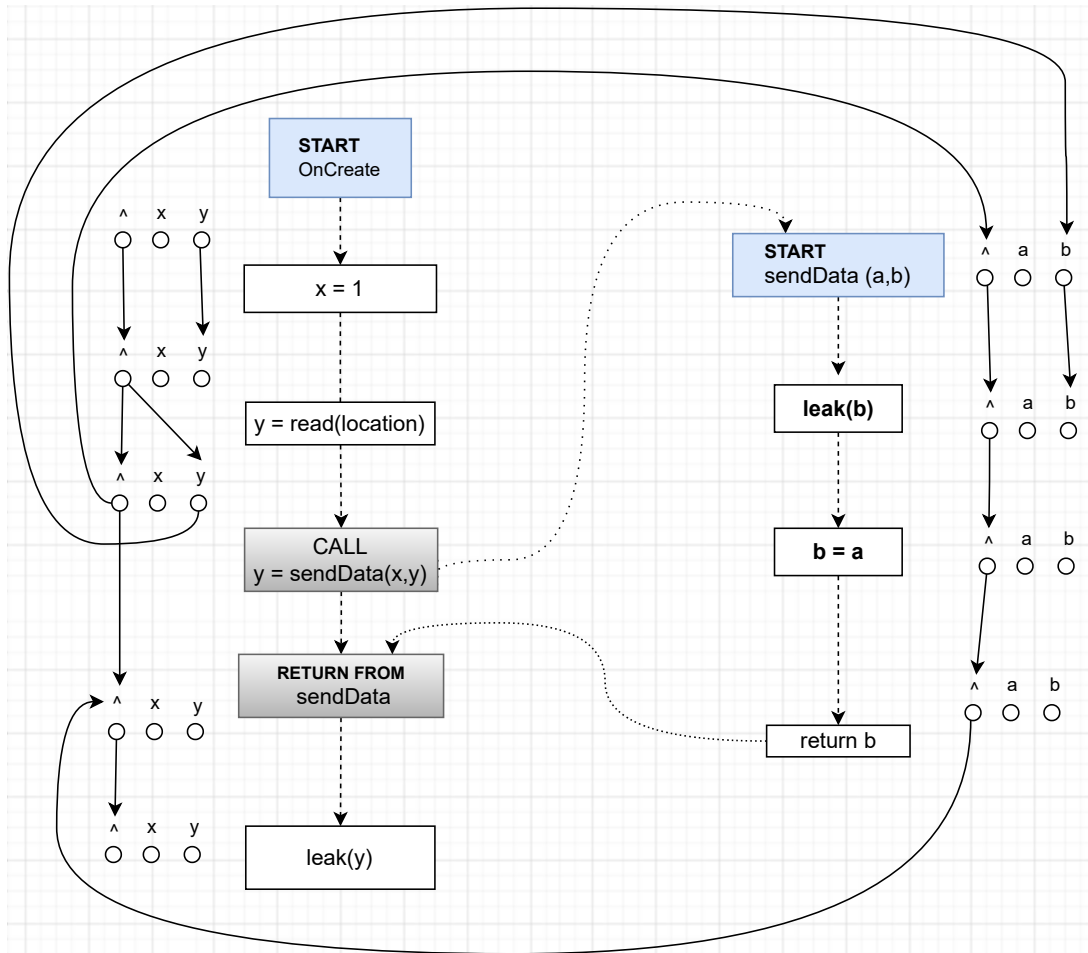 START
OnCreate
^ x y
x = 1
^ x y
y = read(location)
^ x y
CALL
y = sendData(x,y)
^ x y
RETURN FROM
sendData
^ x y
leak(y)
START
sendData (a,b)
^ a b
leak(b)
^ a b
b = a
^ a b
return b
^ a b